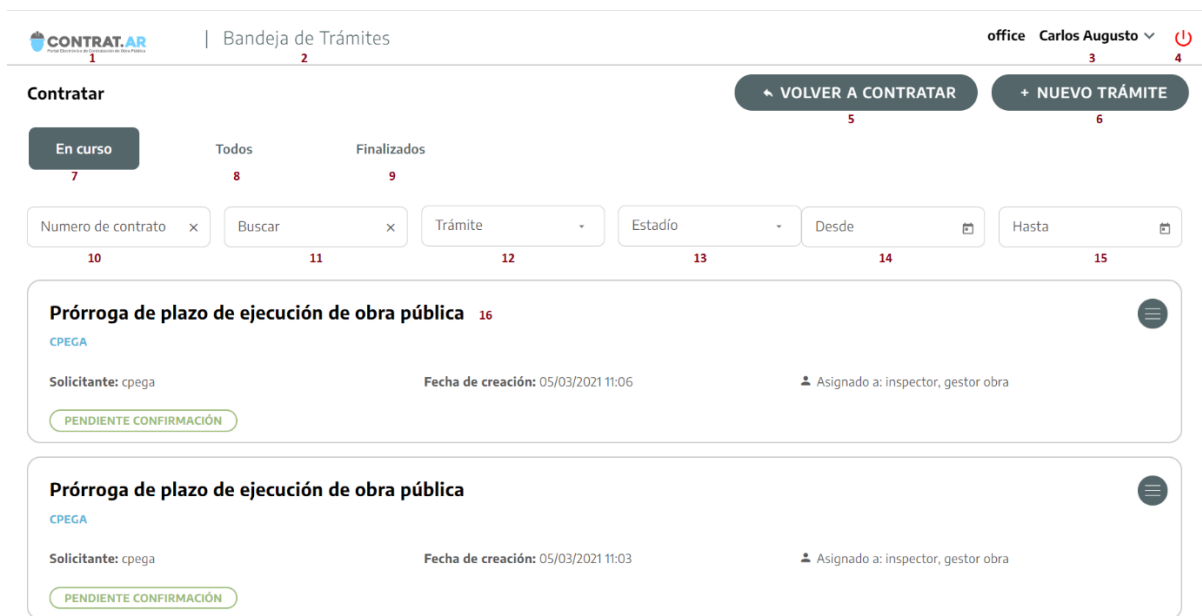 CONTRAT.AR | Bandeja de Trámites office Carlos Augusto
Portal Electrónico de Contratación de Obra Pública
1 2 3 4
Contratar VOLVER A CONTRATAR + NUEVO TRÁMITE
5 6
En curso Todos Finalizados
7 8 9
Numero de contrato × Buscar × Trámite Estadío Desde Hasta
10 11 12 13 14 15
Prórroga de plazo de ejecución de obra pública 16
CPEGA
Solicitante: cpega Fecha de creación: 05/03/2021 11:06 Asignado a: inspector, gestor obra
PENDIENTE CONFIRMACIÓN
Prórroga de plazo de ejecución de obra pública
CPEGA
Solicitante: cpega Fecha de creación: 05/03/2021 11:03 Asignado a: inspector, gestor obra
PENDIENTE CONFIRMACIÓN